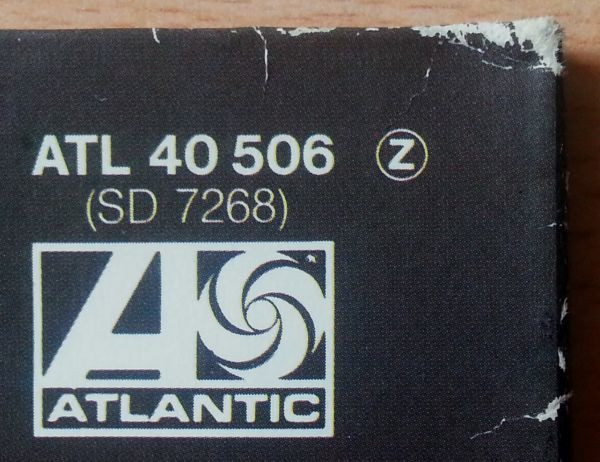 ATL 40 506 Ⓩ
(SD 7268)
ATLANTIC